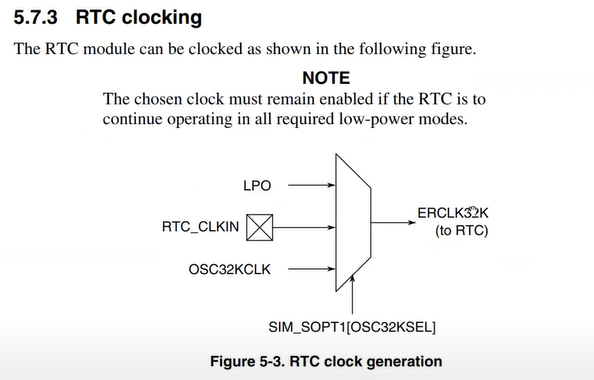 5.7.3 RTC clocking
The RTC module can be clocked as shown in the following figure.
NOTE
The chosen clock must remain enabled if the RTC is to
continue operating in all required low-power modes.
LPO
RTC_CLKIN
OSC32KCLK
ERCLK32K
(to RTC)
SIM_SOPT1[OSC32KSEL]
Figure 5-3. RTC clock generation